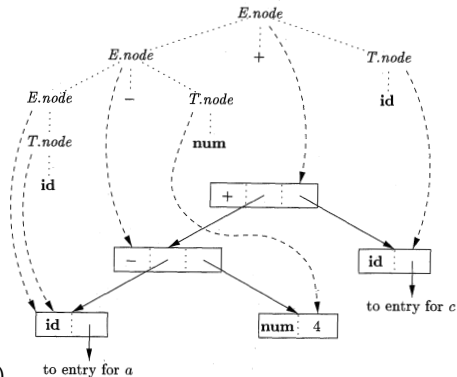 E.node
E.node + T.node
E.node − T.node id
T.node num
id
+
− id
to entry for c
id num 4
) to entry for a